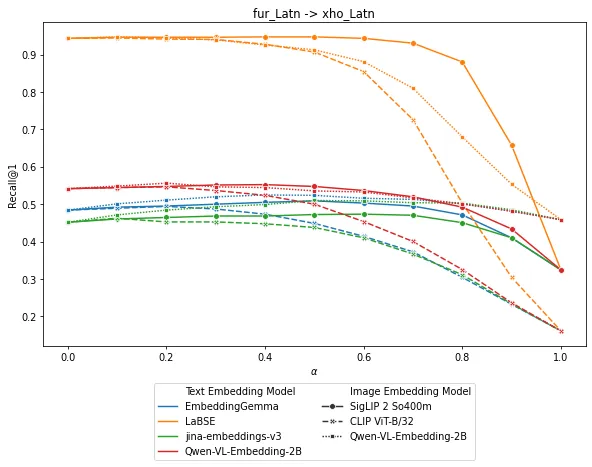 fur_Latn -> xho_Latn
Recall@1
0.9
0.8
0.7
0.6
0.5
0.4
0.3
0.2
0.0 0.2 0.4 0.6 0.8 1.0
α
Text Embedding Model Image Embedding Model
EmbeddingGemma SigLIP 2 So400m
LaBSE CLIP ViT-B/32
jina-embeddings-v3 Qwen-VL-Embedding-2B
Qwen-VL-Embedding-2B